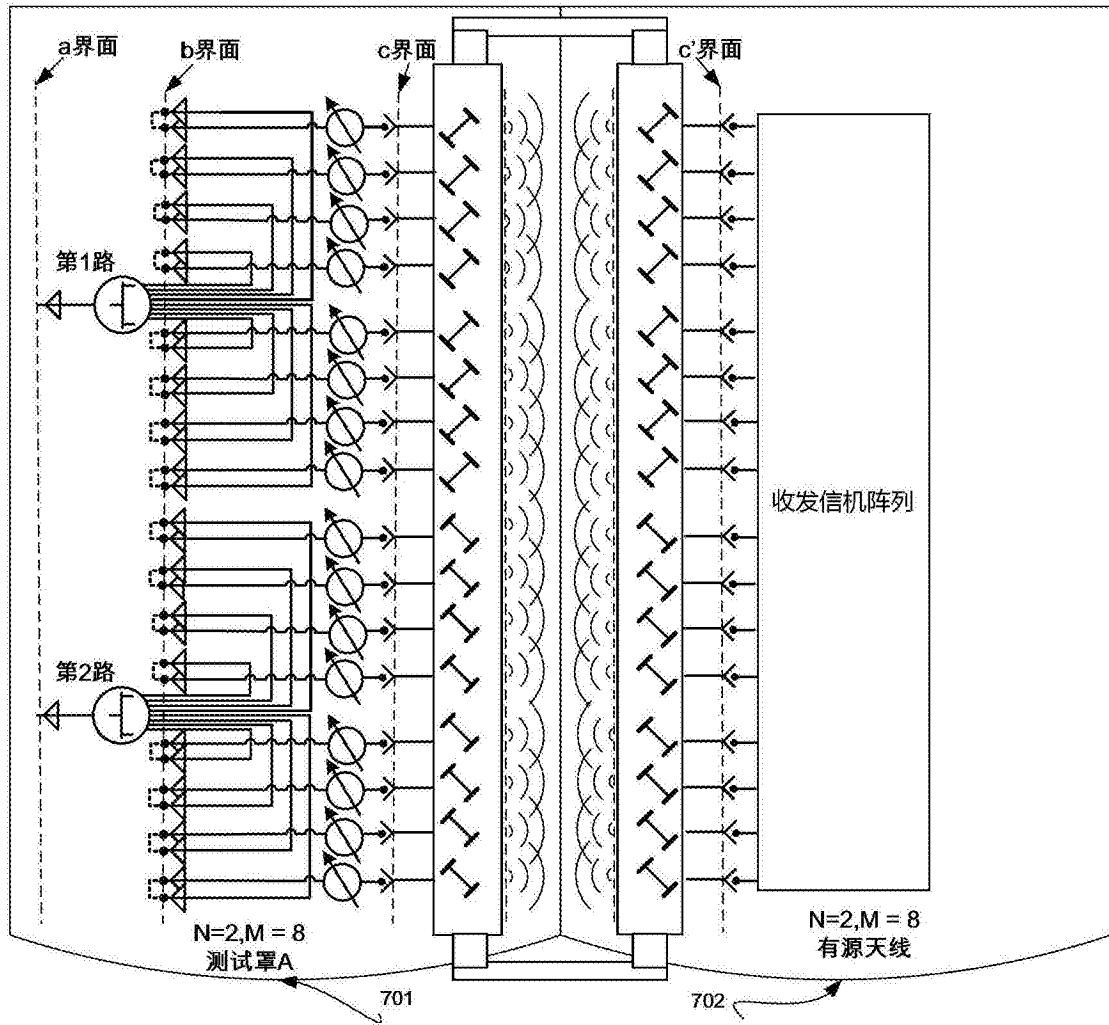 a界面
b界面
c界面
c'界面
第1路
收发信机阵列
第2路
N=2,M = 8
测试罩A
N=2,M = 8
有源天线
701
702